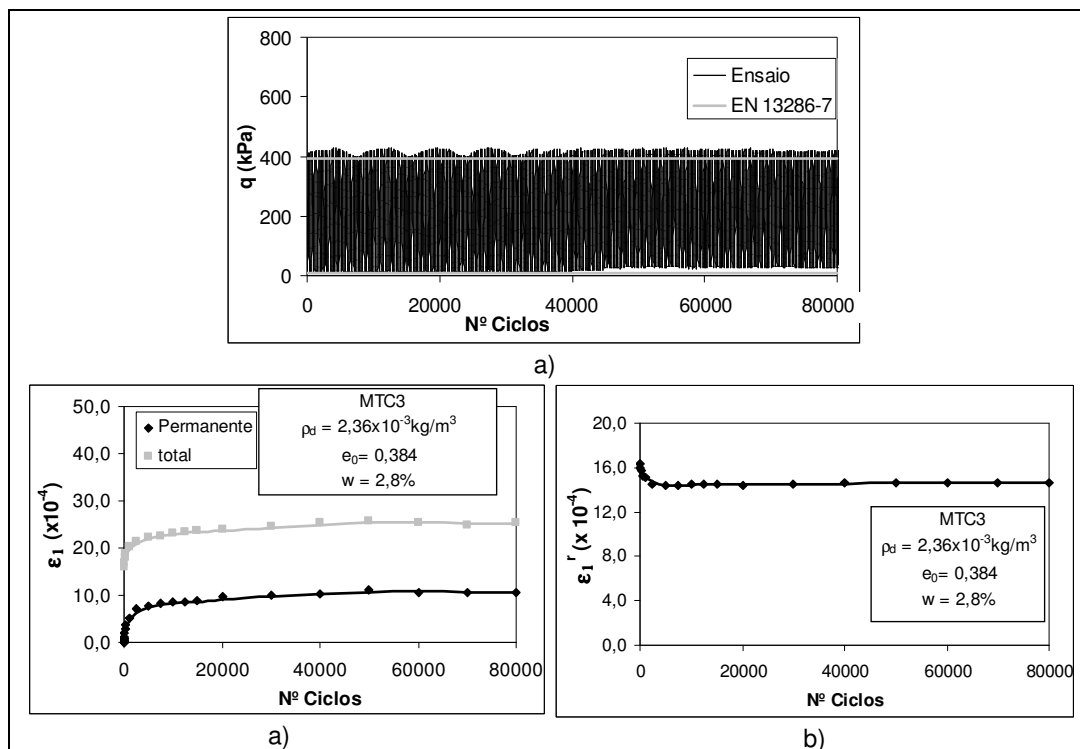 800
600
400
200
0
q (kPa)
Ensaio
EN 13286-7
0 20000 40000 60000 80000
Nº Ciclos
a)
50,0
40,0
30,0
20,0
10,0
0,0
ε₁ (x10⁻⁴)
Permanente
total
MTC3
ρd = 2,36x10⁻³kg/m³
e₀= 0,384
w = 2,8%
0 20000 40000 60000 80000
Nº Ciclos
a)
20,0
16,0
12,0
8,0
4,0
0,0
ε₁ʳ (x 10⁻⁴)
MTC3
ρd = 2,36x10⁻³kg/m³
e₀= 0,384
w = 2,8%
0 20000 40000 60000 80000
Nº Ciclos
b)